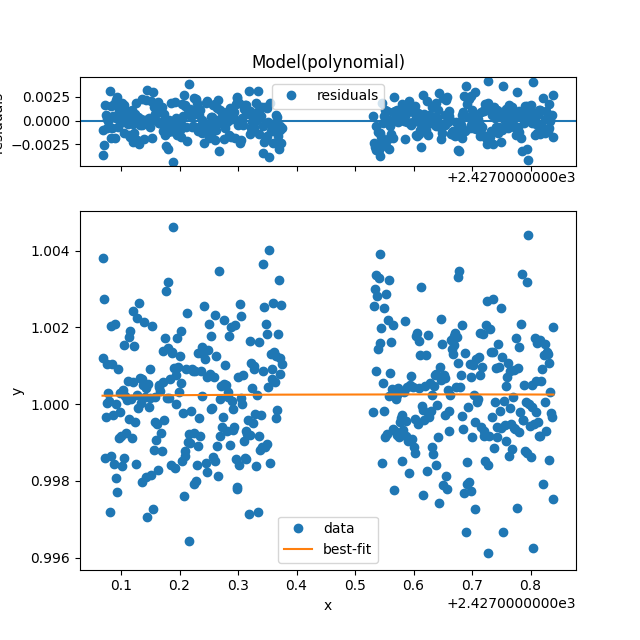 Model(polynomial)
residuals
0.0025
0.0000
−0.0025
residuals
+2.4270000000e3
1.004
1.002
1.000
0.998
0.996
y
data
best-fit
0.1 0.2 0.3 0.4 0.5 0.6 0.7 0.8
x
+2.4270000000e3